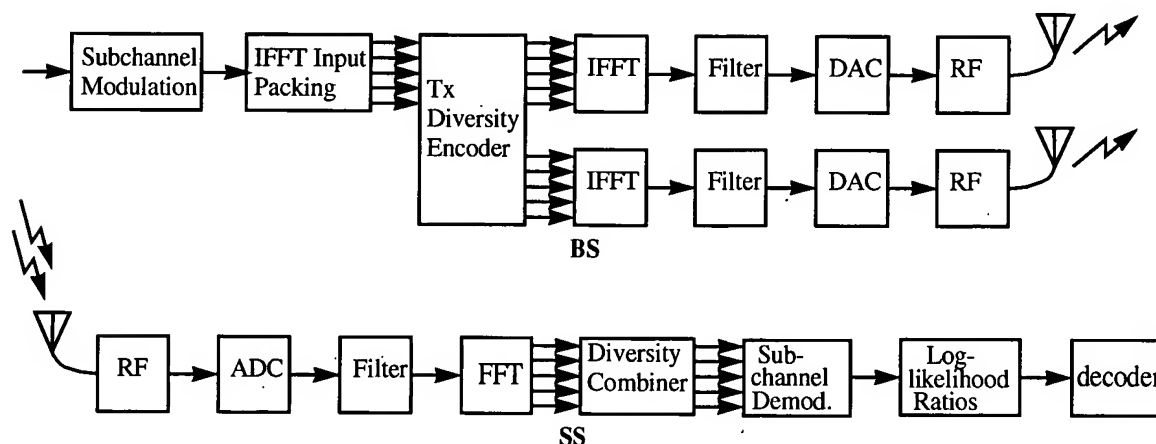 Subchannel
Modulation
IFFT Input
Packing
Tx
Diversity
Encoder
IFFT
Filter
DAC
RF
IFFT
Filter
DAC
RF
BS
RF
ADC
Filter
FFT
Diversity
Combiner
Sub-
channel
Demod.
Log-
likelihood
Ratios
decoder
SS